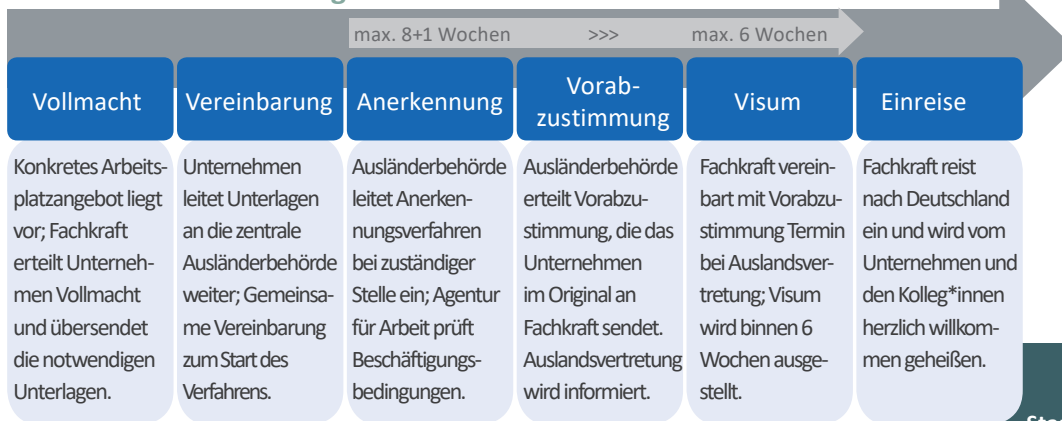 max. 8+1 Wochen >>> max. 6 Wochen
Vollmacht
Konkretes Arbeits-
platzangebot liegt
vor; Fachkraft
erteilt Unterneh-
men Vollmacht
und übersendet
die notwendigen
Unterlagen.
Vereinbarung
Unternehmen
leitet Unterlagen
an die zentrale
Ausländerbehörde
weiter; Gemeinsa-
me Vereinbarung
zum Start des
Verfahrens.
Anerkennung
Ausländerbehörde
leitet Anerken-
nungsverfahren
bei zuständiger
Stelle ein; Agentur
für Arbeit prüft
Beschäftigungs-
bedingungen.
Vorab-
zustimmung
Ausländerbehörde
erteilt Vorabzu-
stimmung, die das
Unternehmen
im Original an
Fachkraft sendet.
Auslandsvertretung
wird informiert.
Visum
Fachkraft verein-
bart mit Vorabzu-
stimmung Termin
bei Auslandsver-
tretung; Visum
wird binnen 6
Wochen ausge-
stellt.
Einreise
Fachkraft reist
nach Deutschland
ein und wird vom
Unternehmen und
den Kolleg*innen
herzlich willkom-
men geheißen.